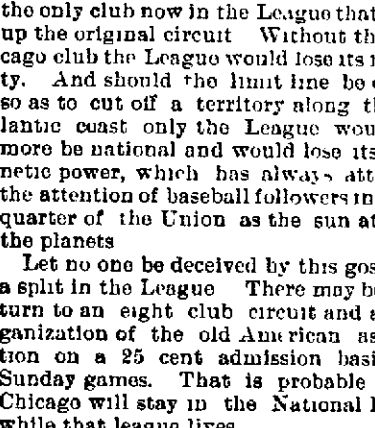 the only club now in the League that
up the original circuit Without th
cago club the League would lose its
ty. And should the limit line be
so as to cut off a territory along t
lantic coast only the League wou
more be national and would lose its
netic power, which has always att
the attention of baseball followers in
quarter of the Union as the sun at
the planets
Let no one be deceived by this gos
a split in the League There may b
turn to an eight club circuit and
ganization of the old American as
tion on a 25 cent admission basi
Sunday games. That is probable
Chicago will stay in the National
while that league lives